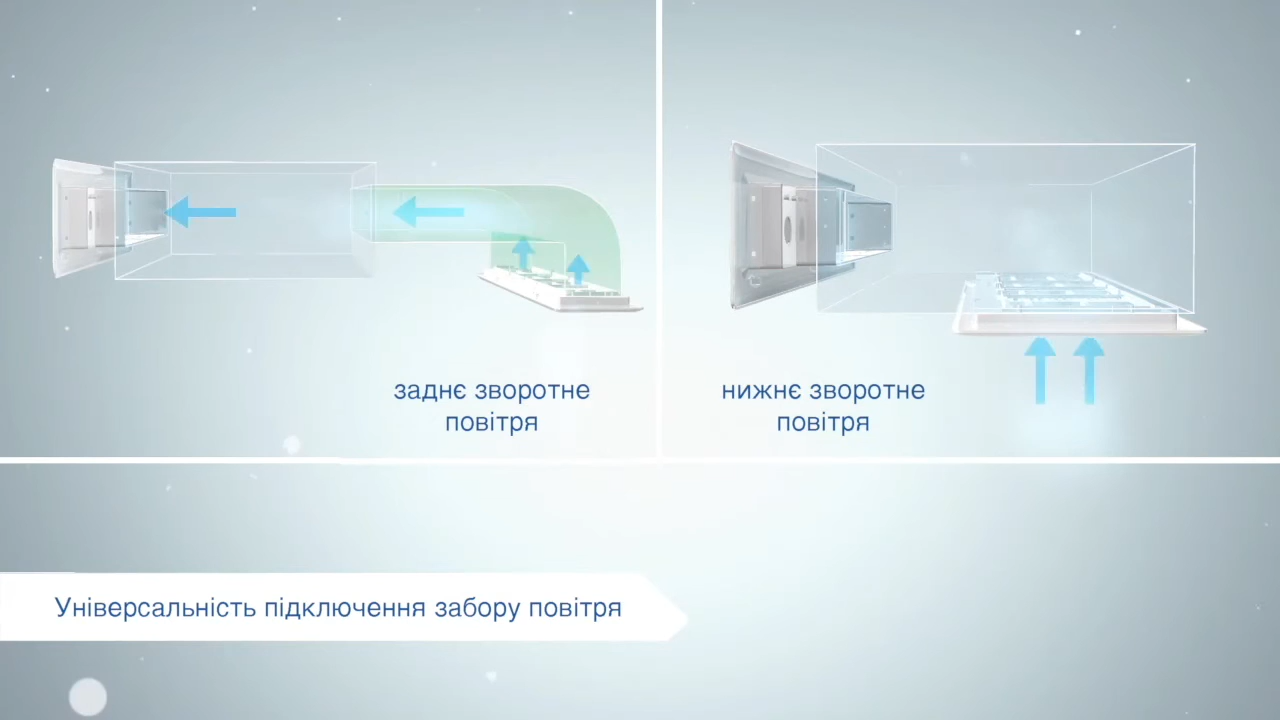 заднє зворотне
повітря
нижнє зворотне
повітря
Універсальність підключення забору повітря